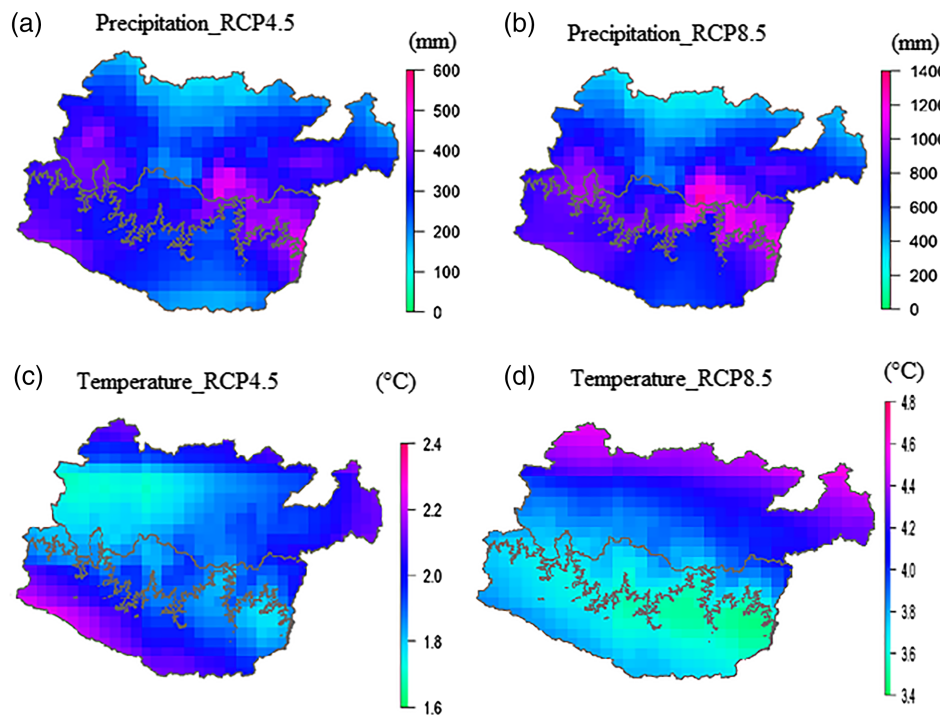 (a)
Precipitation_RCP4.5
(mm)
600
500
400
300
200
100
0
(b)
Precipitation_RCP8.5
(mm)
1400
1200
1000
800
600
400
200
0
(c)
Temperature_RCP4.5
(°C)
2.4
2.2
2.0
1.8
1.6
(d)
Temperature_RCP8.5
(°C)
4.8
4.6
4.4
4.2
4.0
3.8
3.6
3.4